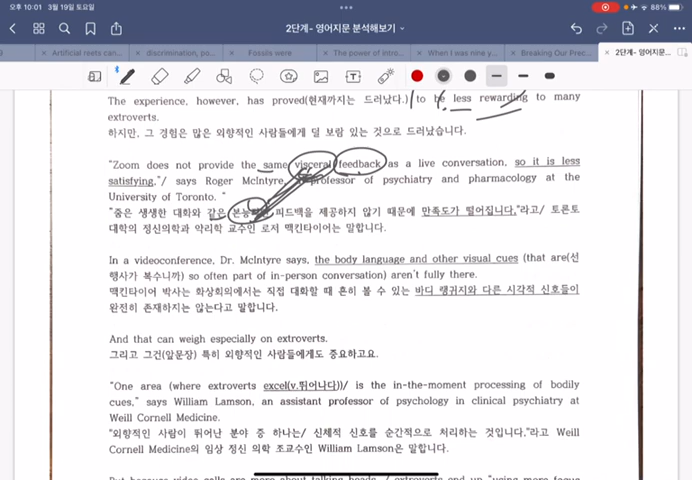 오후 10:01 3월 19일 토요일
88%
2단계- 영어지문 분석해보기
Artificial reefs can...
discrimination, po...
Fossils were
The power of intro...
When I was nine y...
Breaking Our Prec...
2단계- 영어지문...
The experience, however, has proved(현재까지는 드러났다.) to be less rewarding to many
extroverts.
하지만, 그 경험은 많은 외향적인 사람들에게 덜 보람 있는 것으로 드러났습니다.
"Zoom does not provide the same visceral feedback as a live conversation, so it is less
satisfying,"/ says Roger McIntyre, professor of psychiatry and pharmacology at the
University of Toronto. "
"줌은 생생한 대화와 같은 본능적인 피드백을 제공하지 않기 때문에 만족도가 떨어집니다,"라고/ 토론토
대학의 정신의학과 약리학 교수인 로저 맥킨타이어는 말합니다.
In a videoconference, Dr. McIntyre says, the body language and other visual cues (that are(선
행사가 복수니까) so often part of in-person conversation) aren't fully there.
맥킨타이어 박사는 화상회의에서는 직접 대화할 때 흔히 볼 수 있는 바디 랭귀지와 다른 시각적 신호들이
완전히 존재하지는 않는다고 말합니다.
And that can weigh especially on extroverts.
그리고 그건(앞문장) 특히 외향적인 사람들에게도 중요하고요.
"One area (where extroverts excel(v.뛰어나다))/ is the in-the-moment processing of bodily
cues," says William Lamson, an assistant professor of psychology in clinical psychiatry at
Weill Cornell Medicine.
"외향적인 사람이 뛰어난 분야 중 하나는/ 신체적 신호를 순간적으로 처리하는 것입니다,"라고 Weill
Cornell Medicine의 임상 정신 의학 조교수인 William Lamson은 말합니다.
But because video calls are more about talking heads, / extroverts end up "using more focus